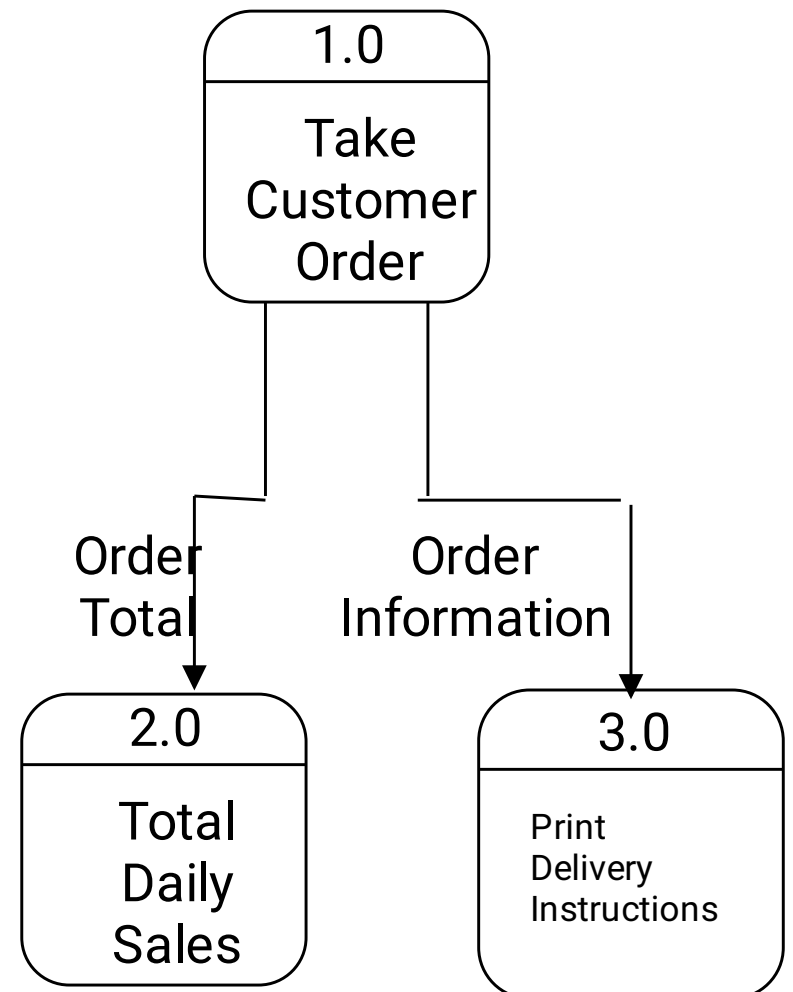 1.0
Take
Customer
Order
Order
Total
Order
Information
2.0
Total
Daily
Sales
3.0
Print
Delivery
Instructions